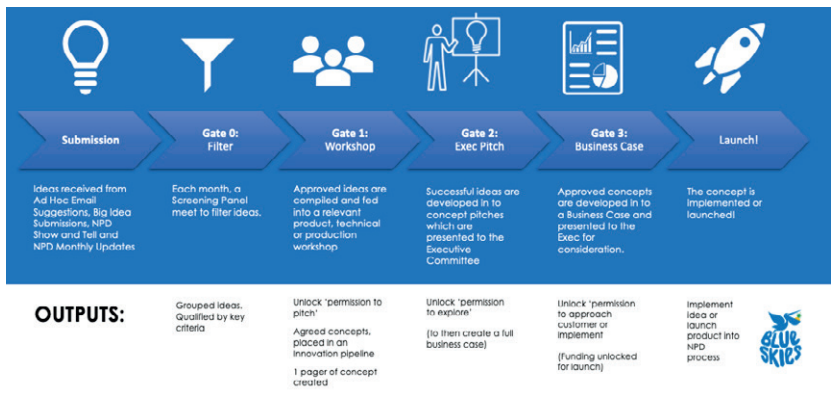 Submission
Gate 0:
Filter
Gate 1:
Workshop
Gate 2:
Exec Pitch
Gate 3:
Business Case
Launch!
Ideas received from
Ad Hoc Email
Suggestions, Big Idea
Submissions, NPD
Show and Tell and
NPD Monthly Updates
Each month, a
Screening Panel
meet to filter ideas.
Approved ideas are
compiled and fed
into a relevant
product, technical
or production
workshop
Successful ideas are
developed in to
concept pitches
which are
presented to the
Executive
Committee
Approved concepts
are developed in to
a Business Case and
presented to the
Exec for
consideration.
The concept is
implemented or
launched!
OUTPUTS:
Grouped ideas.
Qualified by key
criteria
Unlock 'permission to
pitch'
Agreed concepts,
placed in an
Innovation pipeline
1 pager of concept
created
Unlock 'permission
to explore'
(to then create a full
business case)
Unlock 'permission
to approach
customer or
implement
(Funding unlocked
for launch)
Implement
idea or
launch
product into
NPD
process
BLUE
SKIES